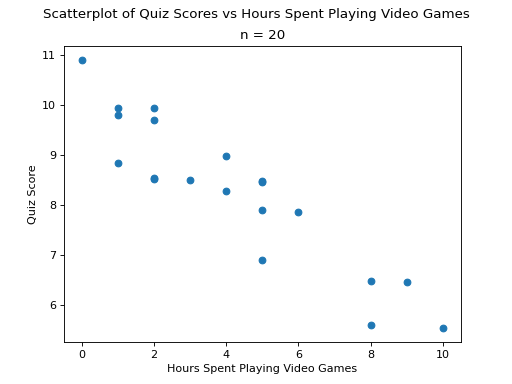 Scatterplot of Quiz Scores vs Hours Spent Playing Video Games
n = 20
11
10
9
8
7
6
Quiz Score
0 2 4 6 8 10
Hours Spent Playing Video Games